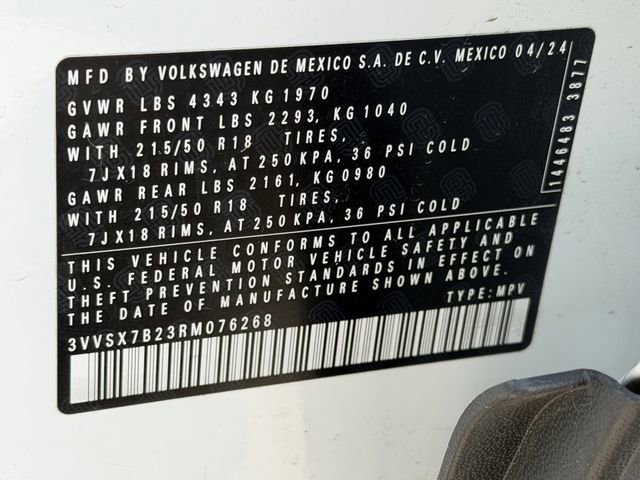 MFD BY VOLKSWAGEN DE MEXICO S.A. DE C.V. MEXICO 04/24
GVWR LBS 4343 KG 1970
GAWR FRONT LBS 2293, KG 1040
WITH 215/50 R18 TIRES,
7JX18 RIMS, AT 250 KPA, 36 PSI COLD
GAWR REAR LBS 2161, KG0980
WITH 215/50 R18 TIRES,
7JX18 RIMS, AT 250 KPA, 36 PSI COLD
THIS VEHICLE CONFORMS TO ALL APPLICABLE
U.S. FEDERAL MOTOR VEHICLE SAFETY AND
THEFT PREVENTION STANDARDS IN EFFECT ON
THE DATE OF MANUFACTURE SHOWN ABOVE.
3VVSX7B23RM076268 TYPE: MPV
1446483 3877